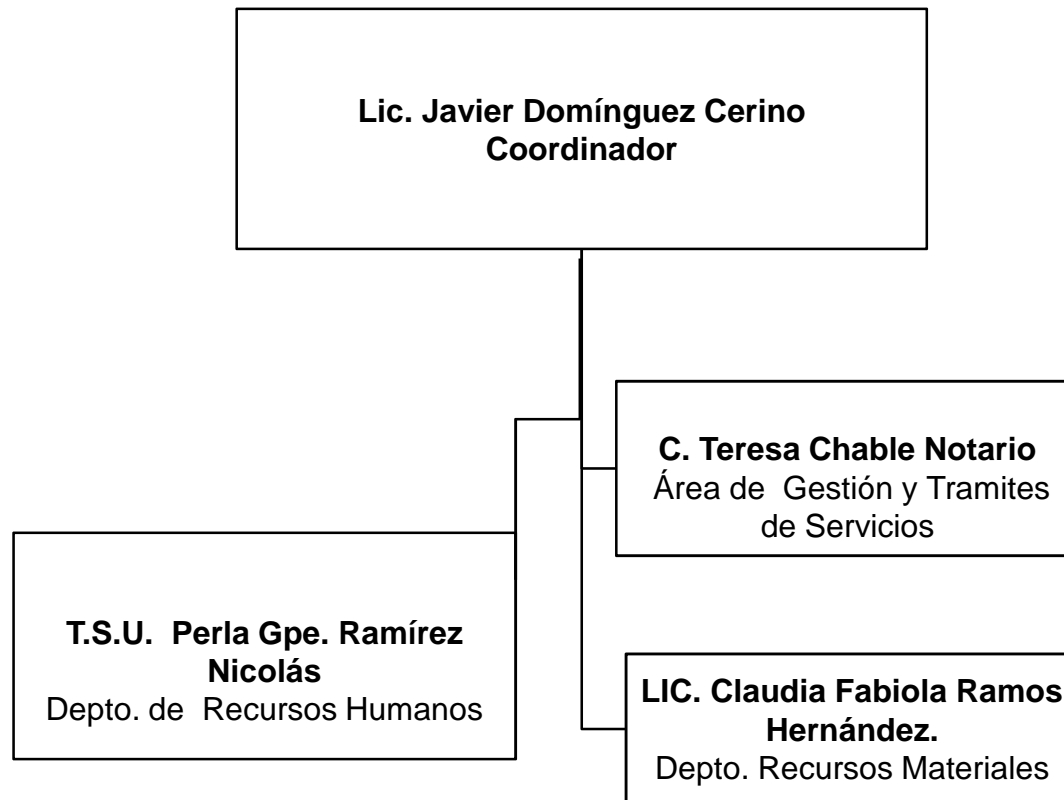 Lic. Javier Domínguez Cerino
Coordinador
C. Teresa Chable Notario
Área de Gestión y Tramites
de Servicios
T.S.U. Perla Gpe. Ramírez
Nicolás
Depto. de Recursos Humanos
LIC. Claudia Fabiola Ramos
Hernández.
Depto. Recursos Materiales